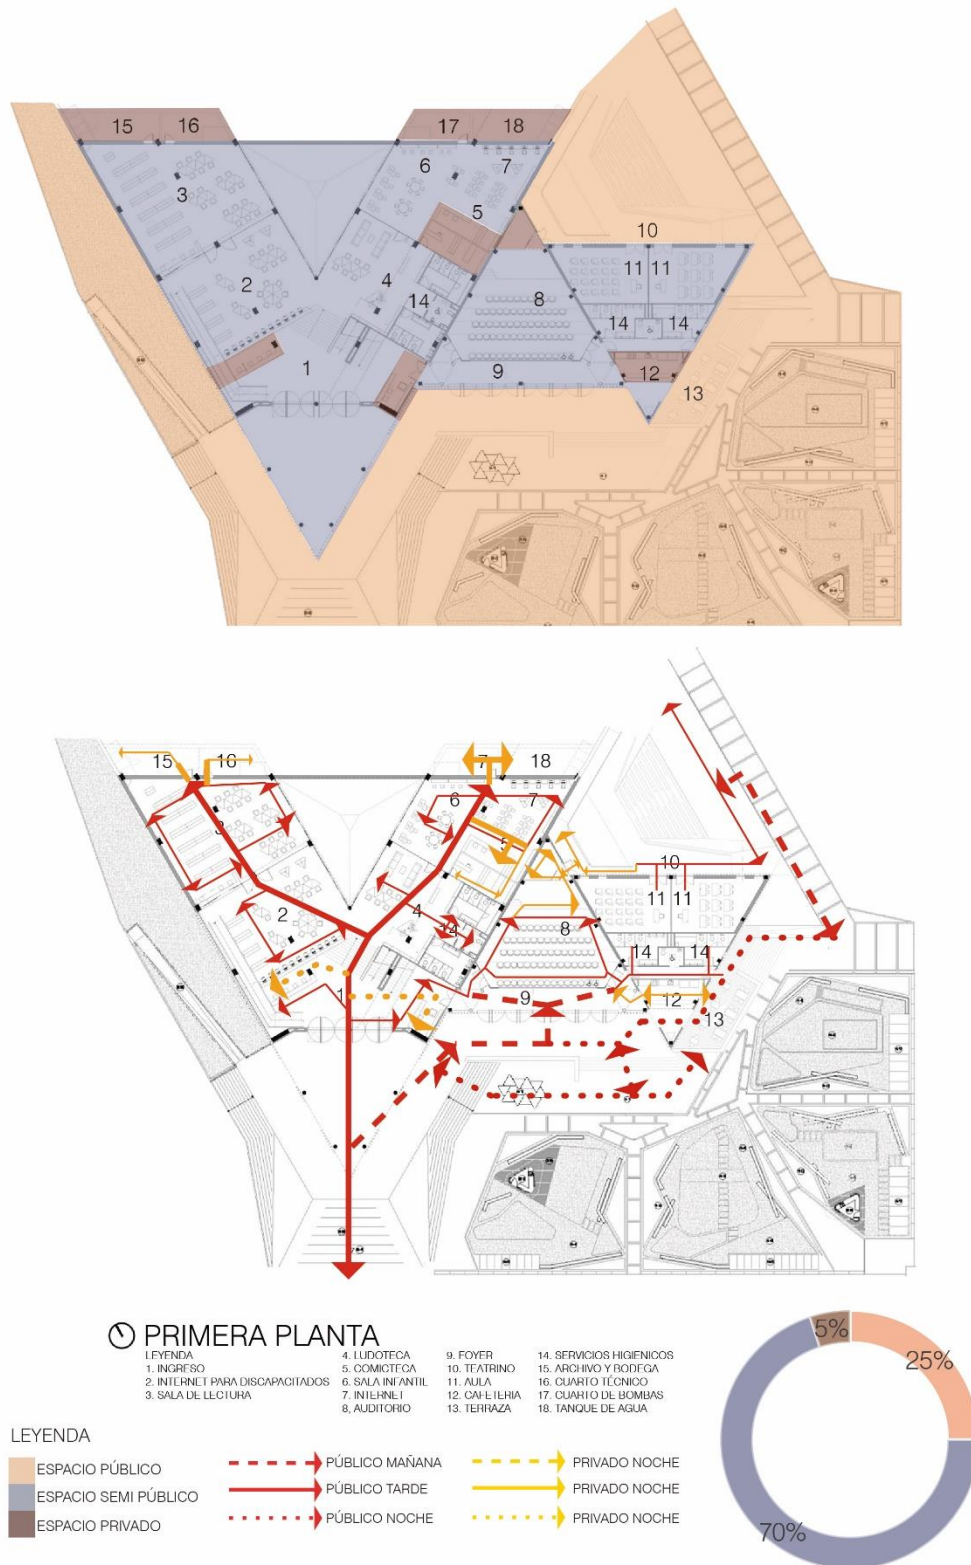 15 16 17 18
6 7
3
5
10
2 4 11 11
14 8 14 14
1 9 12
13
15 16 7 18
6 7
3 5
10
11 11
2 4 8
14 14 14
1 9 12
13
PRIMERA PLANTA
LEYENDA
1. INGRESO
2. INTERNET PARA DISCAPACITADOS
3. SALA DE LECTURA
4. LUDOTECA
5. COMICTECA
6. SALA INFANTIL
7. INTERNET
8, AUDITORIO
9. FOYER
10. TEATRINO
11. AULA
12. CAFETERIA
13. TERRAZA
14. SERVICIOS HIGIENICOS
15. ARCHIVO Y BODEGA
16. CUARTO TÉCNICO
17. CUARTO DE BOMBAS
18. TANQUE DE AGUA
LEYENDA
ESPACIO PÚBLICO
ESPACIO SEMI PÚBLICO
ESPACIO PRIVADO
PÚBLICO MAÑANA
PÚBLICO TARDE
PÚBLICO NOCHE
PRIVADO NOCHE
PRIVADO NOCHE
PRIVADO NOCHE
5%
25%
70%